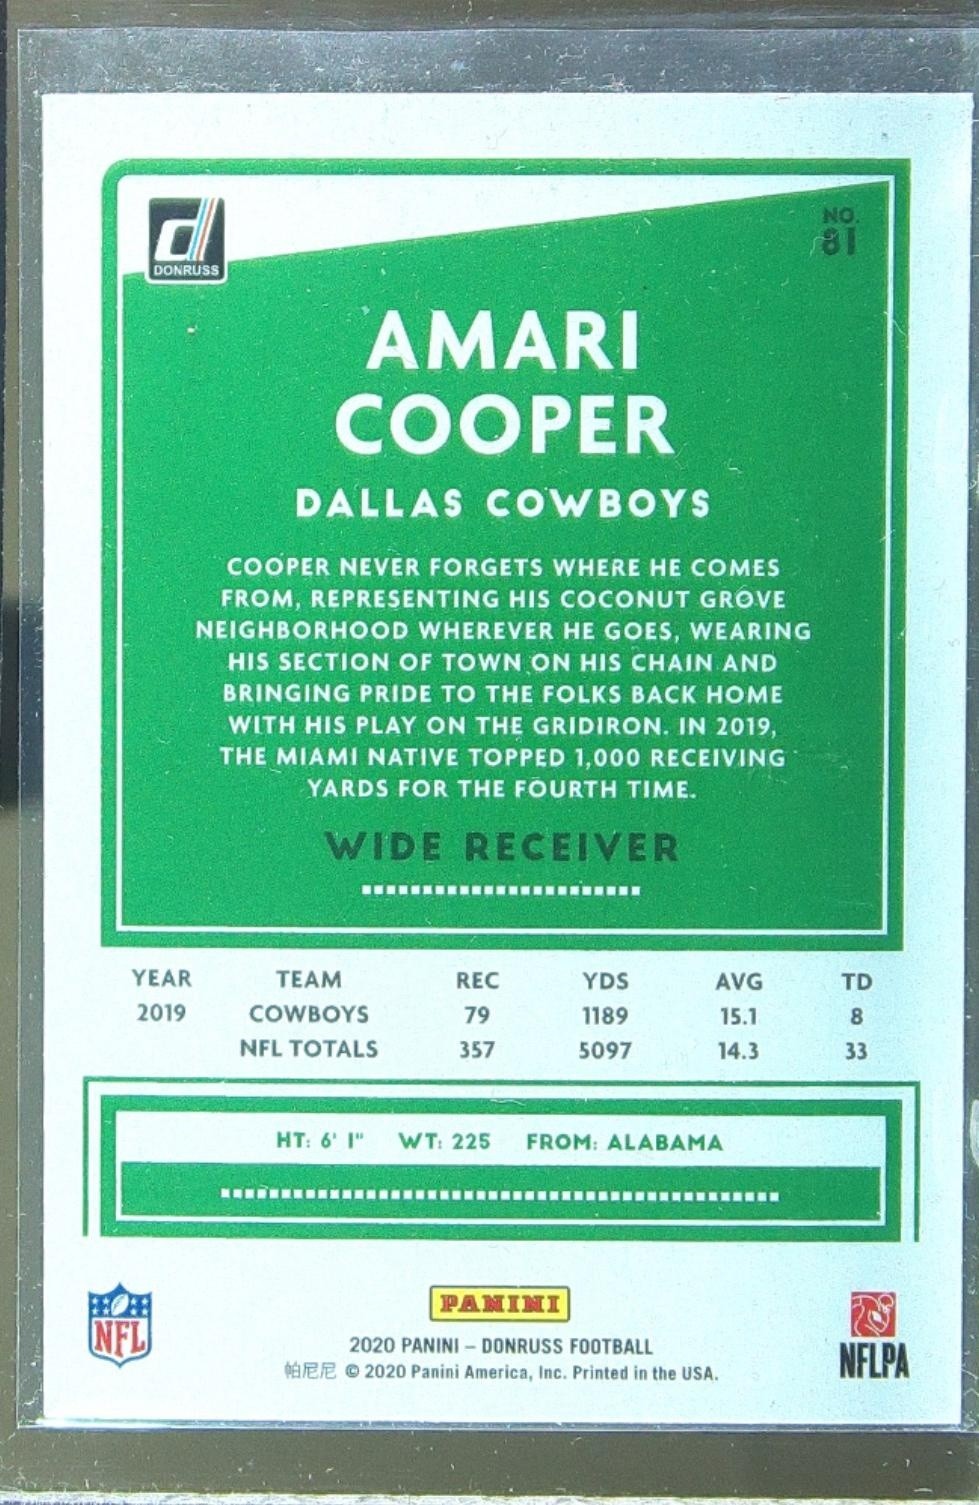 DONRUSS
NO.
81
AMARI
COOPER
DALLAS COWBOYS
COOPER NEVER FORGETS WHERE HE COMES
FROM, REPRESENTING HIS COCONUT GROVE
NEIGHBORHOOD WHEREVER HE GOES, WEARING
HIS SECTION OF TOWN ON HIS CHAIN AND
BRINGING PRIDE TO THE FOLKS BACK HOME
WITH HIS PLAY ON THE GRIDIRON. IN 2019,
THE MIAMI NATIVE TOPPED 1,000 RECEIVING
YARDS FOR THE FOURTH TIME.
WIDE RECEIVER
YEAR TEAM REC YDS AVG TD
2019 COWBOYS 79 1189 15.1 8
NFL TOTALS 357 5097 14.3 33
HT: 6' 1" WT: 225 FROM: ALABAMA
NFL
PANINI
NFLPA
2020 PANINI – DONRUSS FOOTBALL
帕尼尼 © 2020 Panini America, Inc. Printed in the USA.